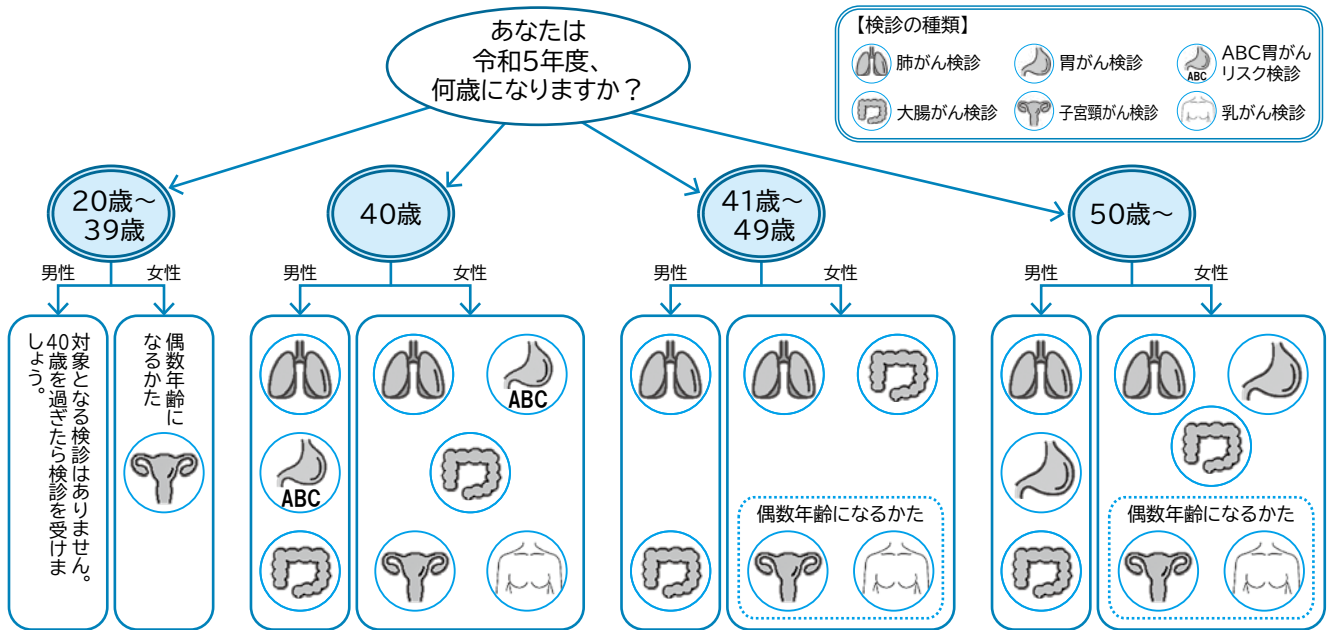 あなたは
令和5年度、
何歳になりますか？
【検診の種類】
肺がん検診
胃がん検診
ABC
ABC胃がん
リスク検診
大腸がん検診
子宮頸がん検診
乳がん検診
20歳～
39歳
男性
女性
対象となる検診はありません。
40歳を過ぎたら検診を受けま
しょう。
偶数年齢に
なるかた
40歳
男性
女性
ABC
ABC
41歳～
49歳
男性
女性
偶数年齢になるかた
50歳～
男性
女性
偶数年齢になるかた